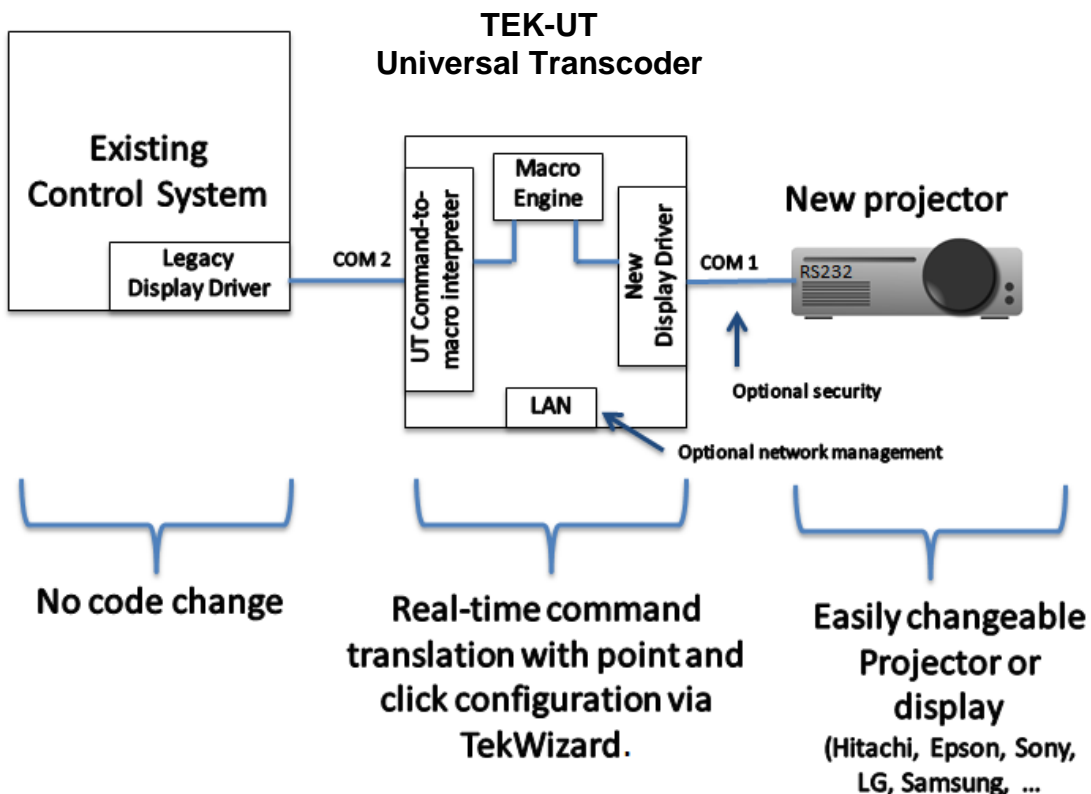 TEK-UT
Universal Transcoder
Existing
Control System
Legacy
Display Driver
COM 2
UT Command-to-
macro interpreter
Macro
Engine
New
Display Driver
LAN
COM 1
New projector
RS232
Optional security
Optional network management
No code change
Real-time command
translation with point and
click configuration via
TekWizard.
Easily changeable
Projector or
display
(Hitachi, Epson, Sony,
LG, Samsung, ...